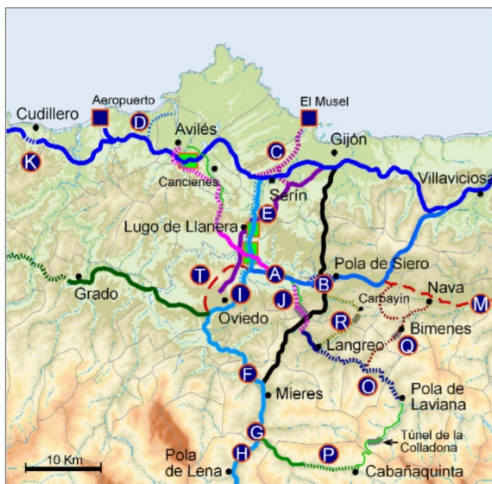 Aeropuerto
El Musel
Cudillero
D
Avilés
Gijón
K
C
Cancienes
Serín
Villaviciosa
E
Lugo de Llanera
T
A
Pola de Siero
B
Grado
I
J
Carbayin
Nava
M
Oviedo
R
Bimenes
Langreo
Q
F
O
Mieres
Pola de
Laviana
G
Túnel de la
Colladona
Pola
de Lena
H
P
10 Km
Cabañaquinta